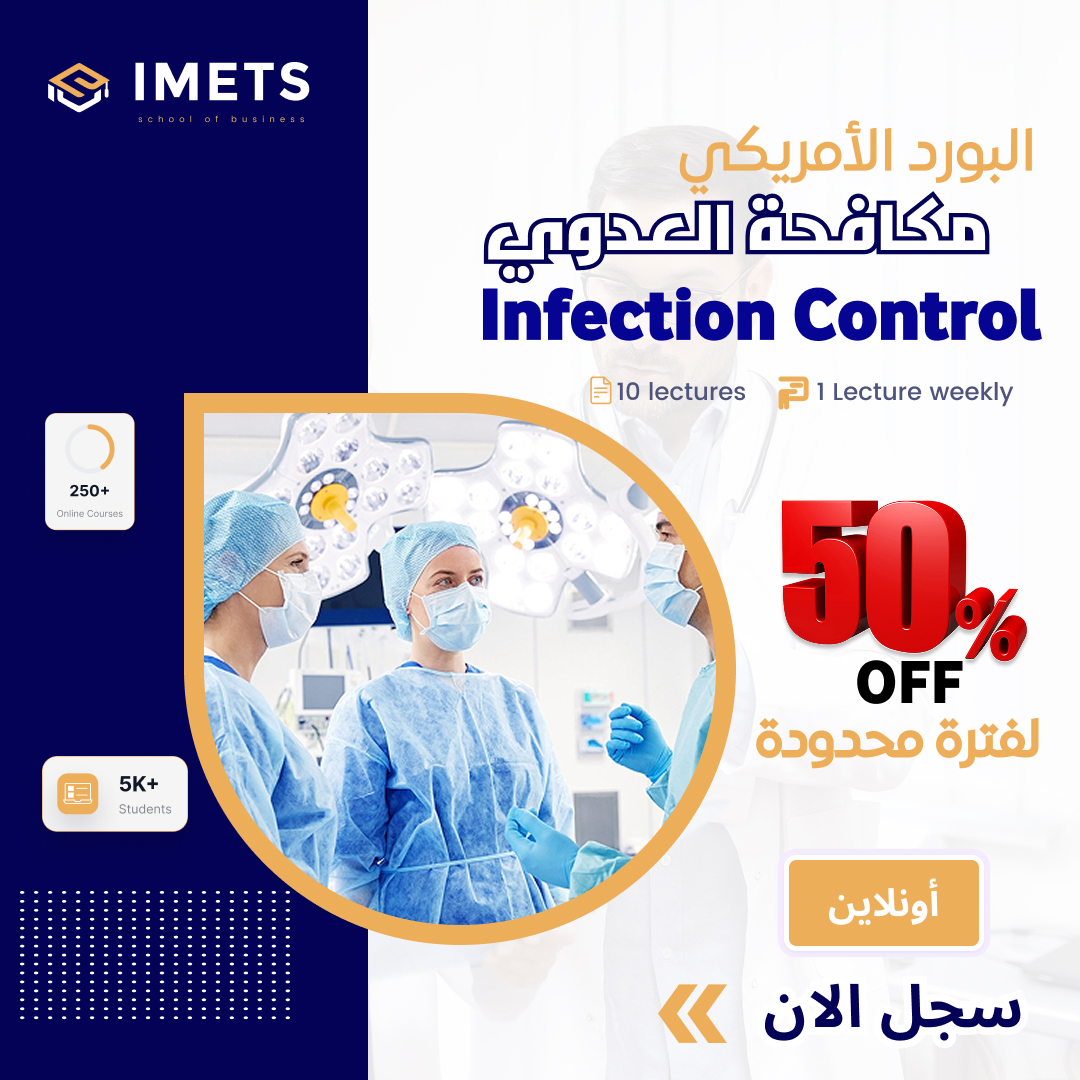 IMETS
school of business
البورد الأمريكي
مكافحة العدوي
Infection Control
10 lectures
1 Lecture weekly
250+
Online Courses
50%
OFF
لفترة محدودة
5K+
Students
أونلاين
سجل الان